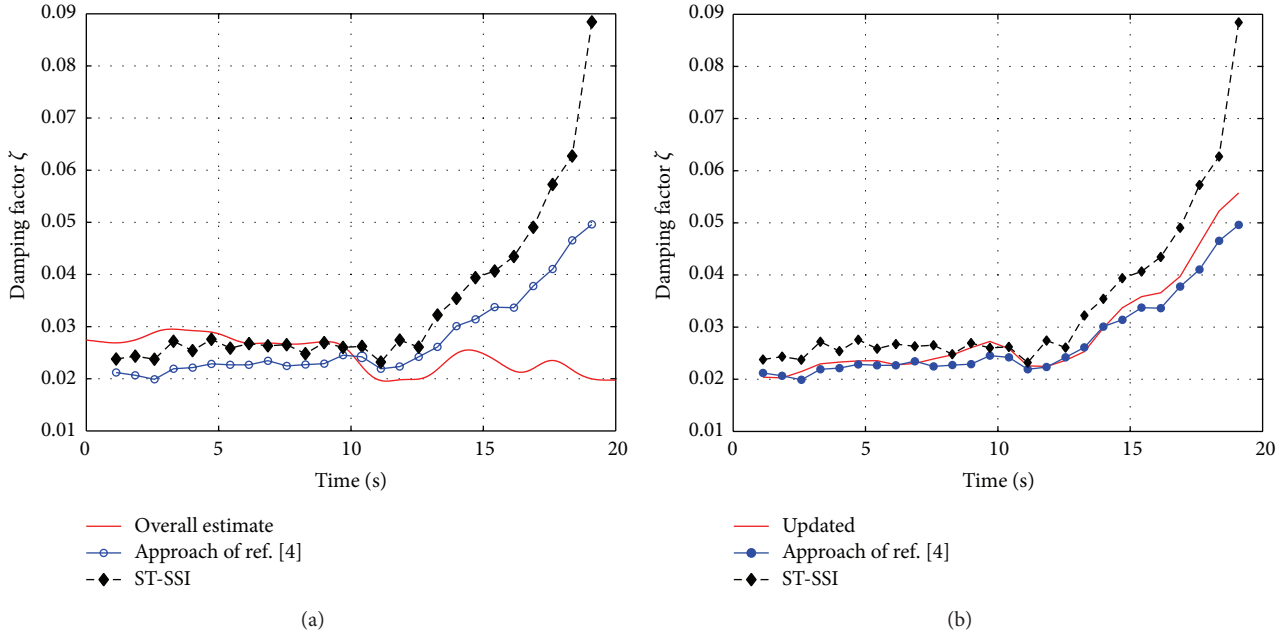 0.09
0.08
0.07
0.06
0.05
0.04
0.03
0.02
0.01
Damping factor ζ
0 5 10 15 20
Time (s)
Overall estimate
Approach of ref. [4]
ST-SSI
(a)
0.09
0.08
0.07
0.06
0.05
0.04
0.03
0.02
0.01
Damping factor ζ
0 5 10 15 20
Time (s)
Updated
Approach of ref. [4]
ST-SSI
(b)